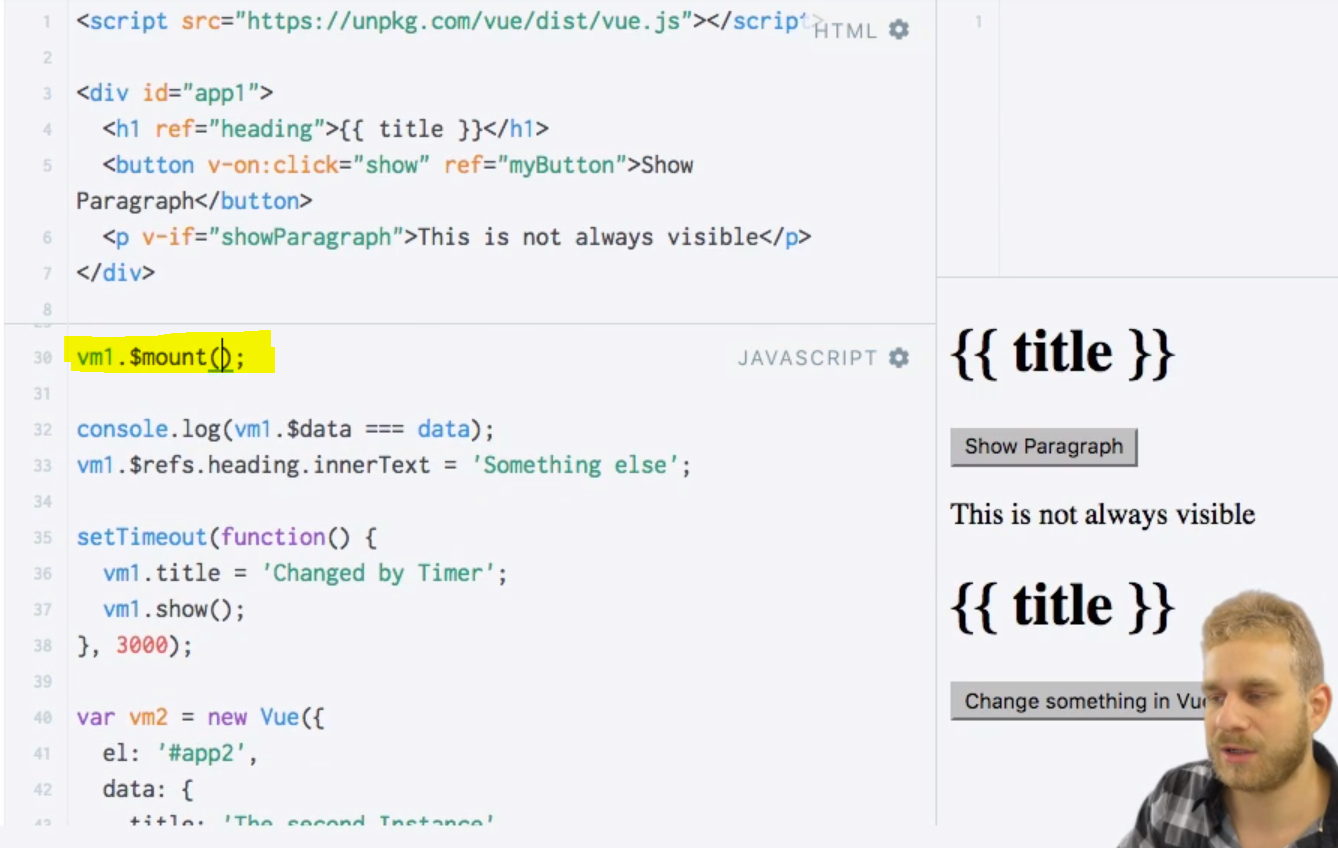 1 <script src="https://unpkg.com/vue/dist/vue.js"></script>
HTML
2
3 <div id="app1">
4 <h1 ref="heading">{{ title }}</h1>
5 <button v-on:click="show" ref="myButton">Show
Paragraph</button>
6 <p v-if="showParagraph">This is not always visible</p>
7 </div>
8
30 vm1.$mount();
JAVASCRIPT
31
32 console.log(vm1.$data === data);
33 vm1.$refs.heading.innerText = 'Something else';
34
35 setTimeout(function() {
36 vm1.title = 'Changed by Timer';
37 vm1.show();
38 }, 3000);
39
40 var vm2 = new Vue({
41 el: '#app2',
42 data: {
43 title: 'The second Instance'
1
{{ title }}
Show Paragraph
This is not always visible
{{ title }}
Change something in Vu